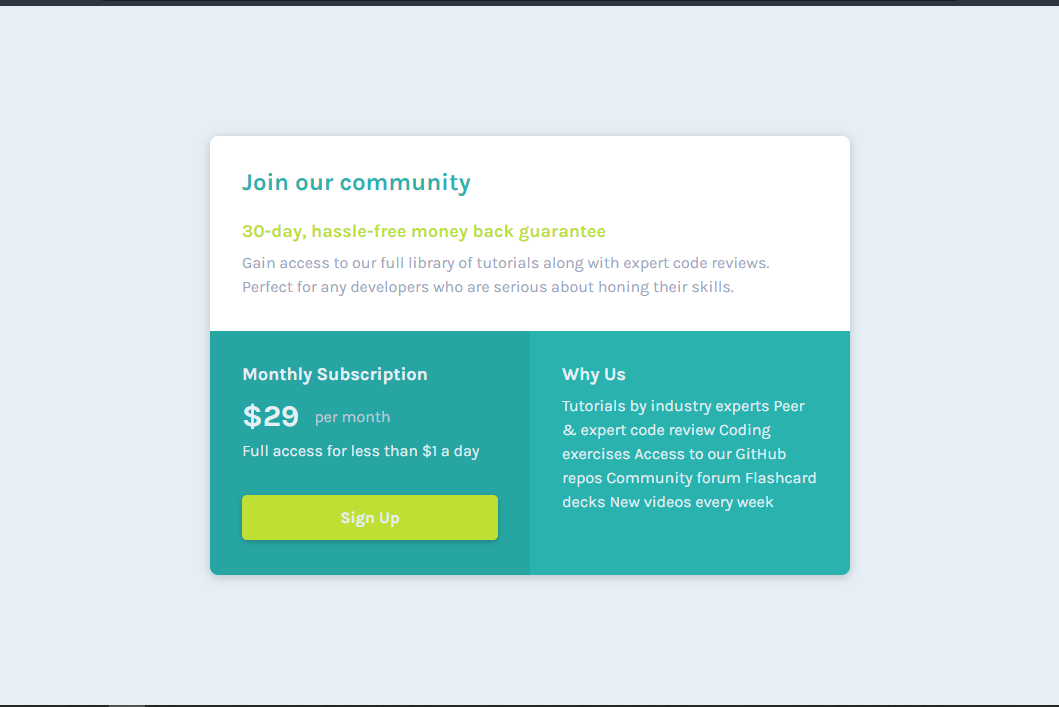 Join our community
30-day, hassle-free money back guarantee
Gain access to our full library of tutorials along with expert code reviews.
Perfect for any developers who are serious about honing their skills.
Monthly Subscription
$29 per month
Full access for less than $1 a day
Sign Up
Why Us
Tutorials by industry experts Peer
& expert code review Coding
exercises Access to our GitHub
repos Community forum Flashcard
decks New videos every week